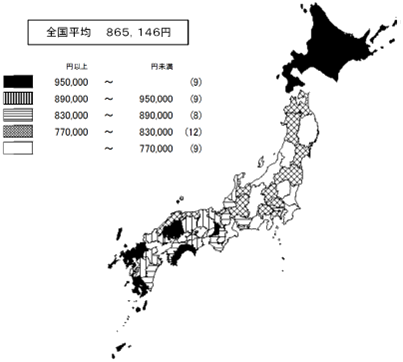 全国平均　865,146円
円以上　円未満
950,000　～　(9)
890,000　～　950,000　(9)
830,000　～　890,000　(8)
770,000　～　830,000　(12)
～　770,000　(9)